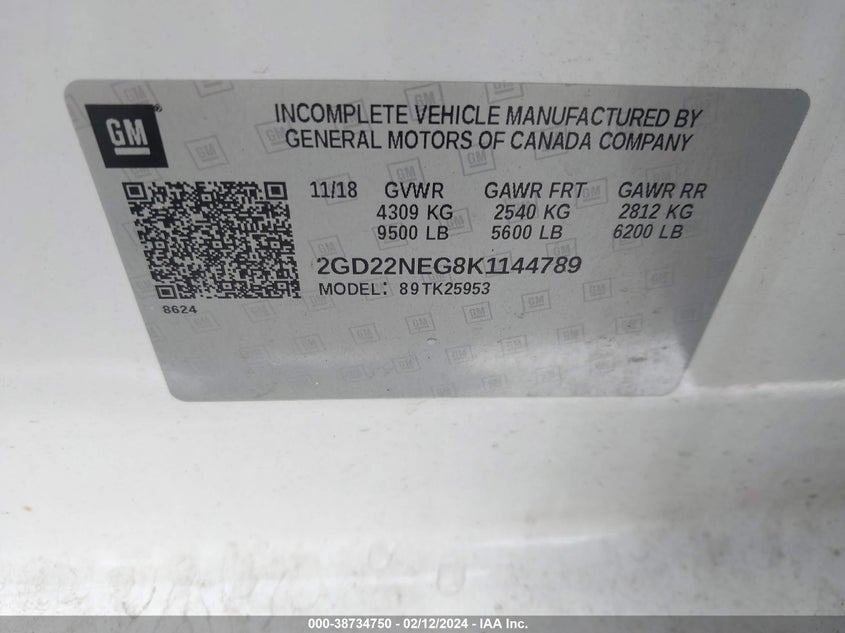 GM
INCOMPLETE VEHICLE MANUFACTURED BY
GENERAL MOTORS OF CANADA COMPANY
11/18 GVWR GAWR FRT GAWR RR
4309 KG 2540 KG 2812 KG
9500 LB 5600 LB 6200 LB
2GD22NEG8K1144789
MODEL: 89TK25953
8624
000-38734750 - 02/12/2024 - IAA Inc.